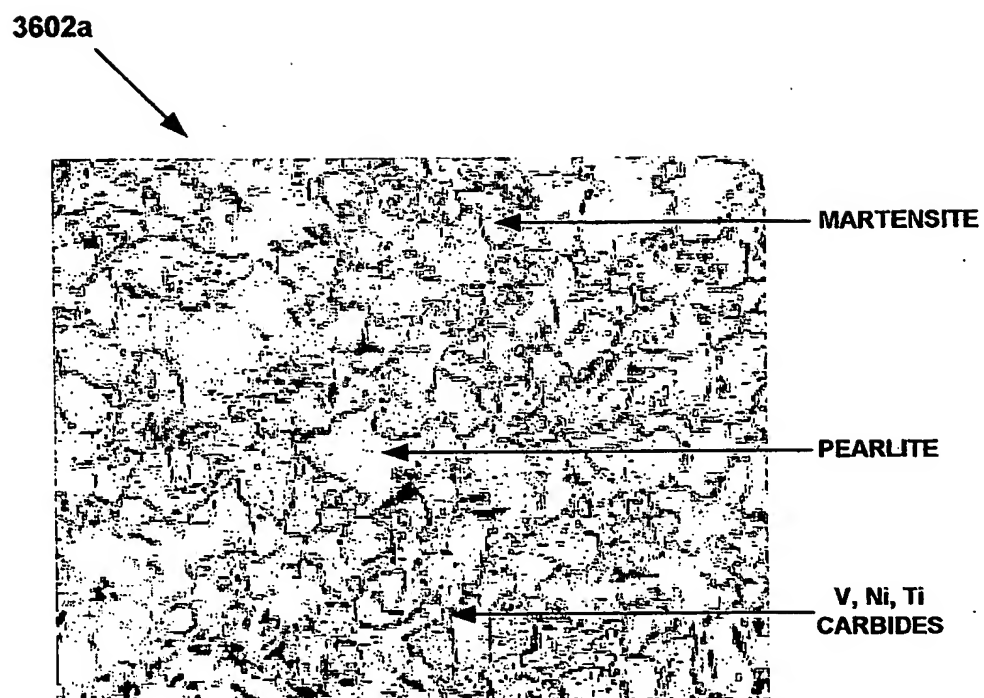 3602a
MARTENSITE
PEARLITE
V, Ni, Ti
CARBIDES